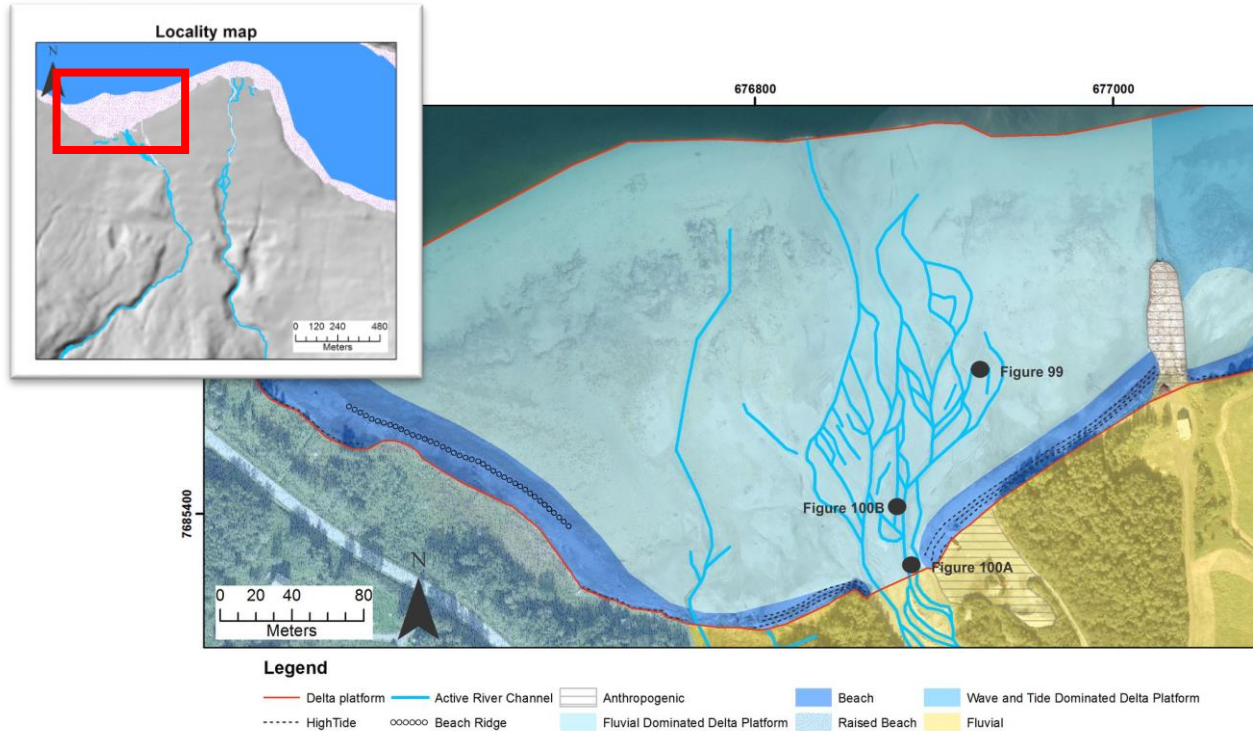 Locality map
N
0 120 240 480
Meters
676800
677000
7685400
Figure 99
Figure 100B
Figure 100A
N
0 20 40 80
Meters
Legend
Delta platform Active River Channel Anthropogenic Beach Wave and Tide Dominated Delta Platform
HighTide Beach Ridge Fluvial Dominated Delta Platform Raised Beach Fluvial